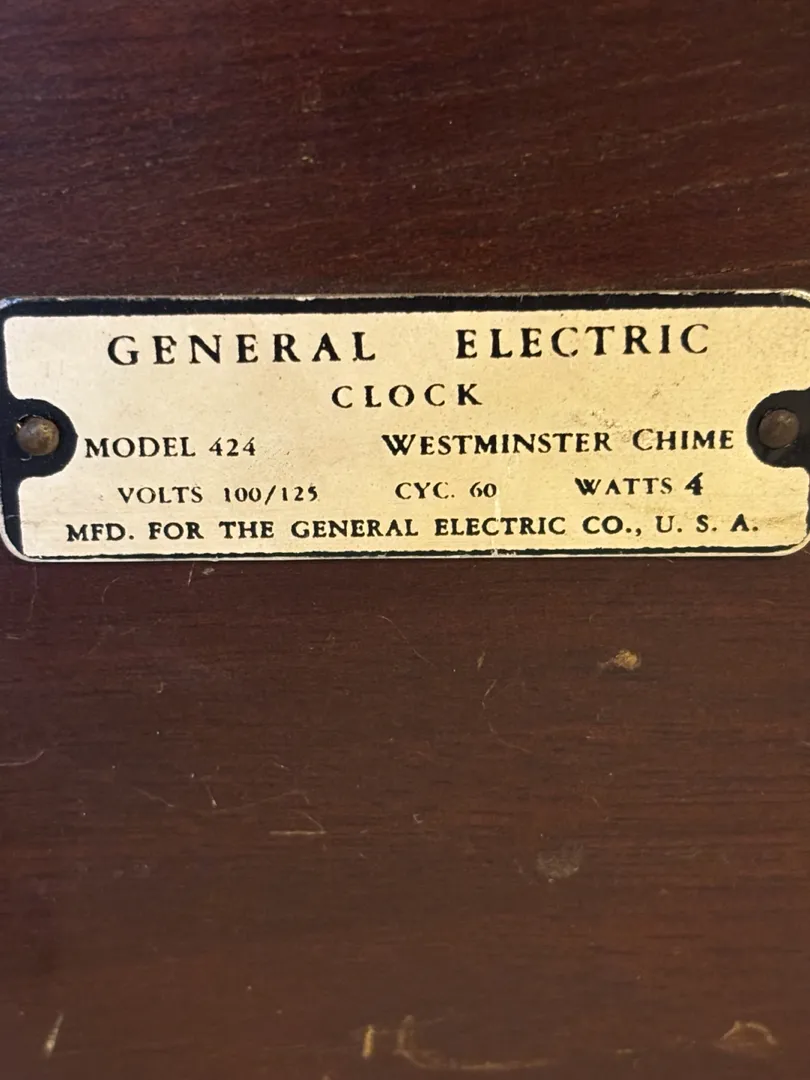 GENERAL ELECTRIC
CLOCK
MODEL 424 WESTMINSTER CHIME
VOLTS 100/125 CYC. 60 WATTS 4
MFD. FOR THE GENERAL ELECTRIC CO., U. S. A.